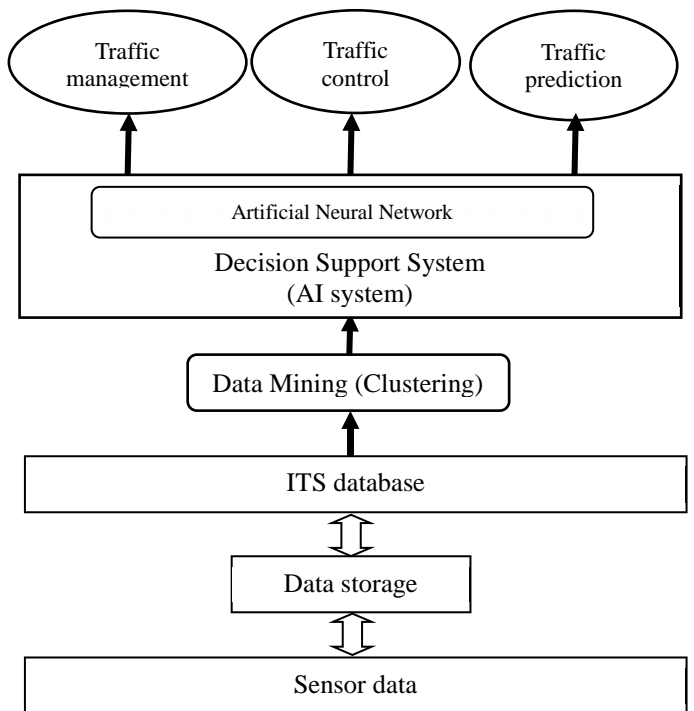 Traffic
management
Traffic
control
Traffic
prediction
Artificial Neural Network
Decision Support System
(AI system)
Data Mining (Clustering)
ITS database
Data storage
Sensor data